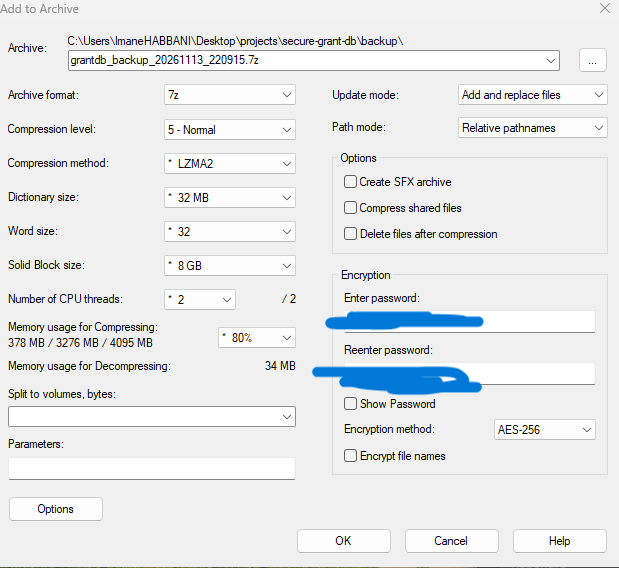 Add to Archive
Archive:
C:\Users\ImaneHABBANI\Desktop\projects\secure-grant-db\backup\
grantdb_backup_20261113_220915.7z
...
Archive format:
7z
Compression level:
5 - Normal
Compression method:
* LZMA2
Dictionary size:
* 32 MB
Word size:
* 32
Solid Block size:
* 8 GB
Number of CPU threads:
* 2
/ 2
Memory usage for Compressing:
378 MB / 3276 MB / 4095 MB
* 80%
Memory usage for Decompressing:
34 MB
Split to volumes, bytes:
Parameters:
Options
Update mode:
Add and replace files
Path mode:
Relative pathnames
Options
Create SFX archive
Compress shared files
Delete files after compression
Encryption
Enter password:
Reenter password:
Show Password
Encryption method:
AES-256
Encrypt file names
OK
Cancel
Help